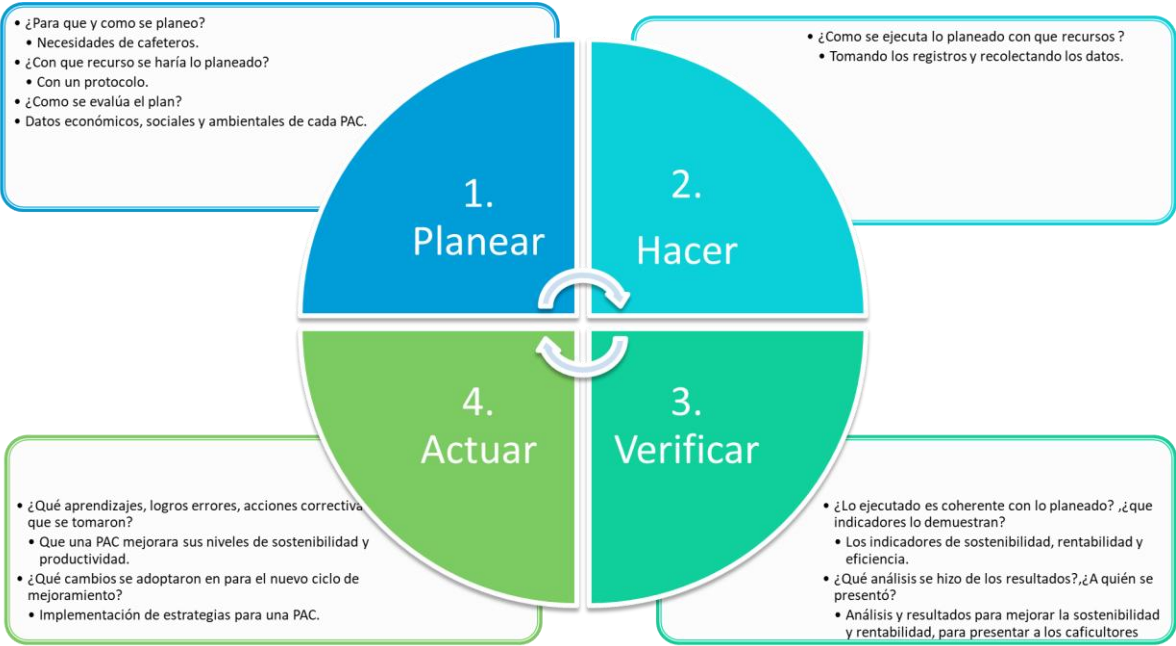 • ¿Para que y como se planeo?
• Necesidades de cafeteros.
• ¿Con que recurso se haría lo planeado?
• Con un protocolo.
• ¿Como se evalúa el plan?
• Datos económicos, sociales y ambientales de cada PAC.
• ¿Como se ejecuta lo planeado con que recursos ?
• Tomando los registros y recolectando los datos.
1.
Planear
2.
Hacer
4.
Actuar
3.
Verificar
• ¿Qué aprendizajes, logros errores, acciones correctiva
que se tomaron?
• Que una PAC mejorara sus niveles de sostenibilidad y
productividad.
• ¿Qué cambios se adoptaron en para el nuevo ciclo de
mejoramiento?
• Implementación de estrategias para una PAC.
• ¿Lo ejecutado es coherente con lo planeado? ,¿que
indicadores lo demuestran?
• Los indicadores de sostenibilidad, rentabilidad y
eficiencia.
• ¿Qué análisis se hizo de los resultados?,¿A quién se
presentó?
• Análisis y resultados para mejorar la sostenibilidad
y rentabilidad, para presentar a los caficultores